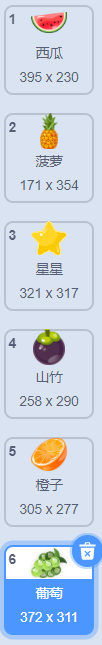 1
西瓜
395 x 230
2
菠萝
171 x 354
3
星星
321 x 317
4
山竹
258 x 290
5
橙子
305 x 277
6
葡萄
372 x 311